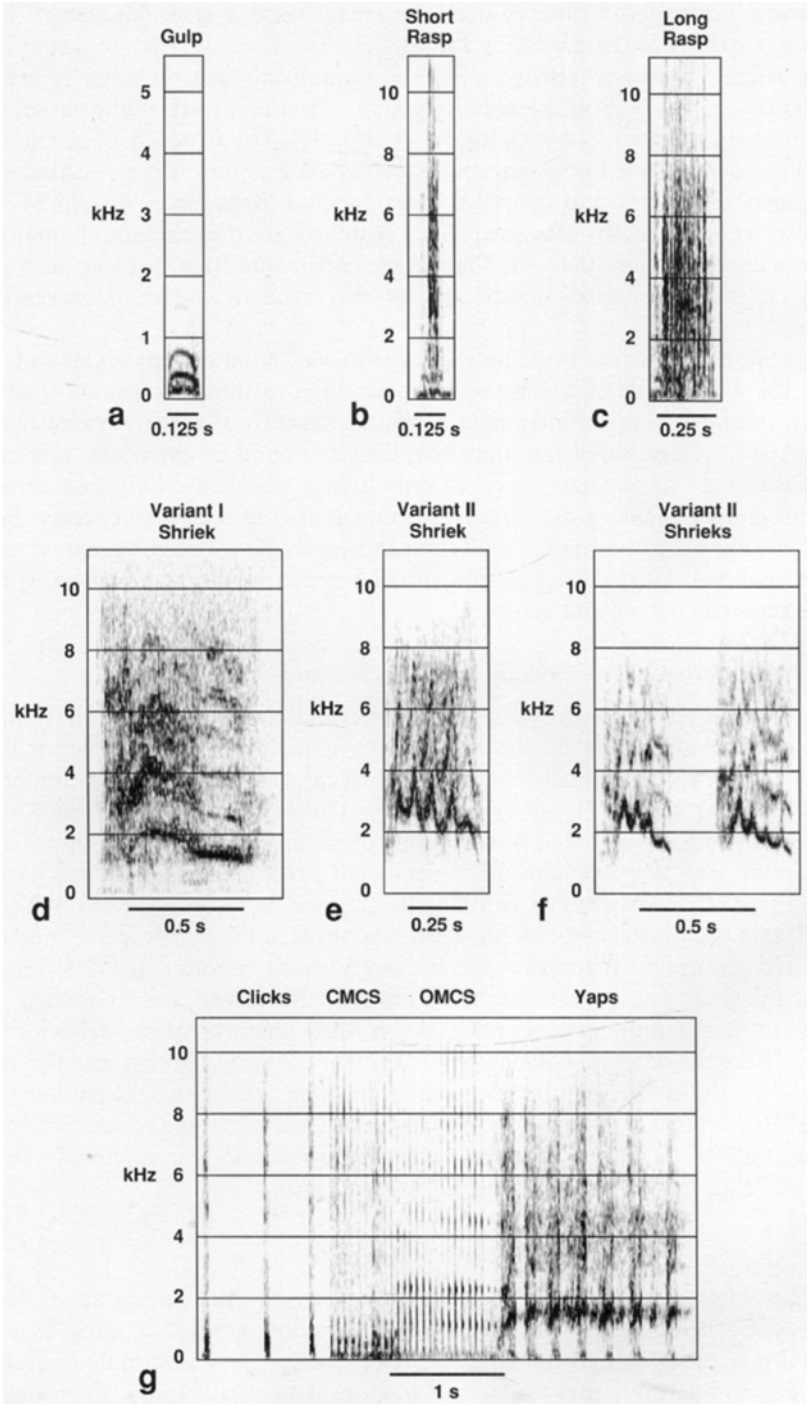 Gulp
5
4
kHz 3
2
1
0
a
0.125 s
Short
Rasp
10
8
kHz 6
4
2
0
b
0.125 s
Long
Rasp
10
8
kHz 6
4
2
0
c
0.25 s
Variant I
Shriek
10
8
kHz 6
4
2
0
d
0.5 s
Variant II
Shriek
10
8
kHz 6
4
2
0
e
0.25 s
Variant II
Shrieks
10
8
kHz 6
4
2
0
f
0.5 s
Clicks CMCS OMCS Yaps
10
8
kHz 6
4
2
0
g
1 s